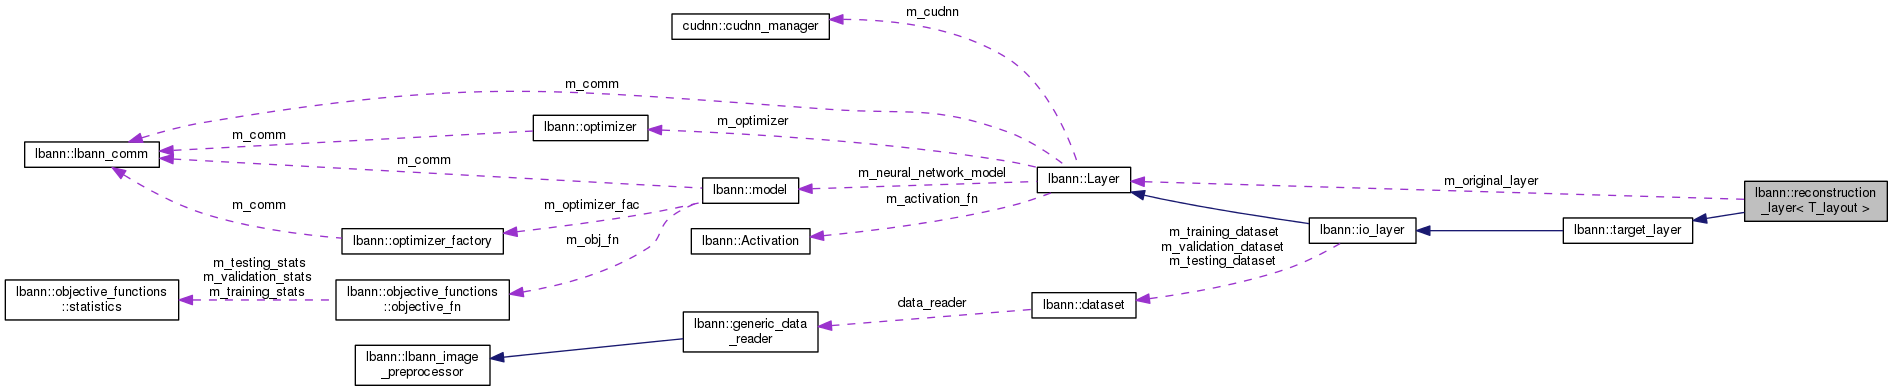 m_cudnn
cudnn::cudnn_manager
m_comm
m_optimizer
lbann::optimizer
m_comm
lbann::lbann_comm
m_comm
m_neural_network_model
lbann::Layer
m_original_layer
lbann::reconstruction
_layer< T_layout >
lbann::model
m_activation_fn
m_optimizer_fac
m_comm
lbann::optimizer_factory
m_obj_fn
lbann::Activation
m_training_dataset
m_validation_dataset
m_testing_dataset
lbann::io_layer
lbann::target_layer
m_testing_stats
m_validation_stats
m_training_stats
lbann::objective_functions
::statistics
lbann::objective_functions
::objective_fn
data_reader
lbann::dataset
lbann::generic_data
_reader
lbann::lbann_image
_preprocessor